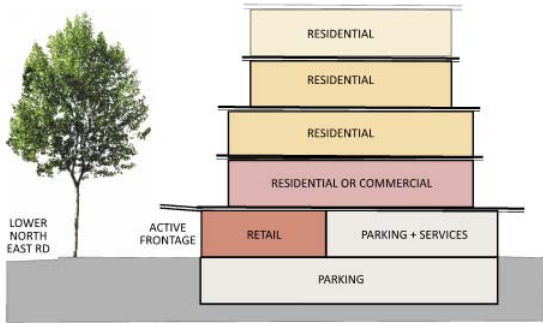 RESIDENTIAL
RESIDENTIAL
RESIDENTIAL
RESIDENTIAL OR COMMERCIAL
LOWER
NORTH
EAST RD
ACTIVE
FRONTAGE
RETAIL
PARKING + SERVICES
PARKING